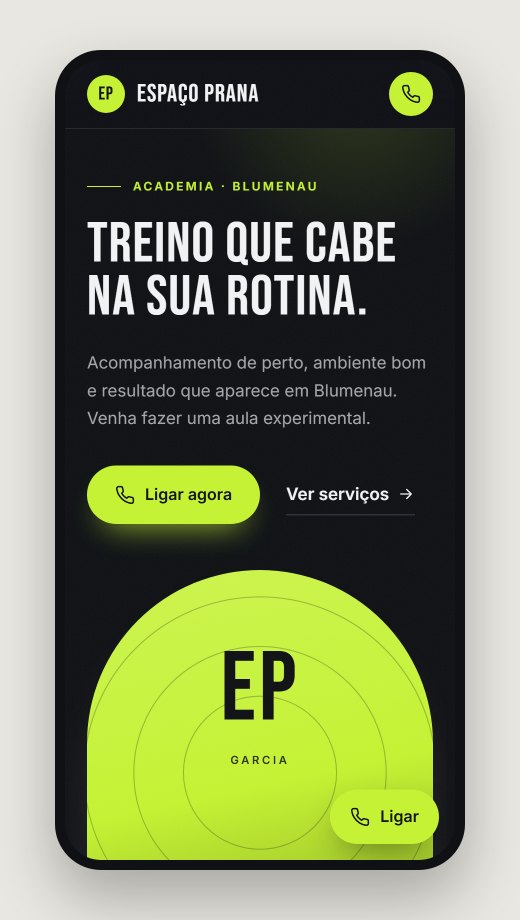 EP ESPAÇO PRANA
ACADEMIA · BLUMENAU
TREINO QUE CABE
NA SUA ROTINA.
Acompanhamento de perto, ambiente bom
e resultado que aparece em Blumenau.
Venha fazer uma aula experimental.
Ligar agora
Ver serviços →
EP
GARCIA
Ligar